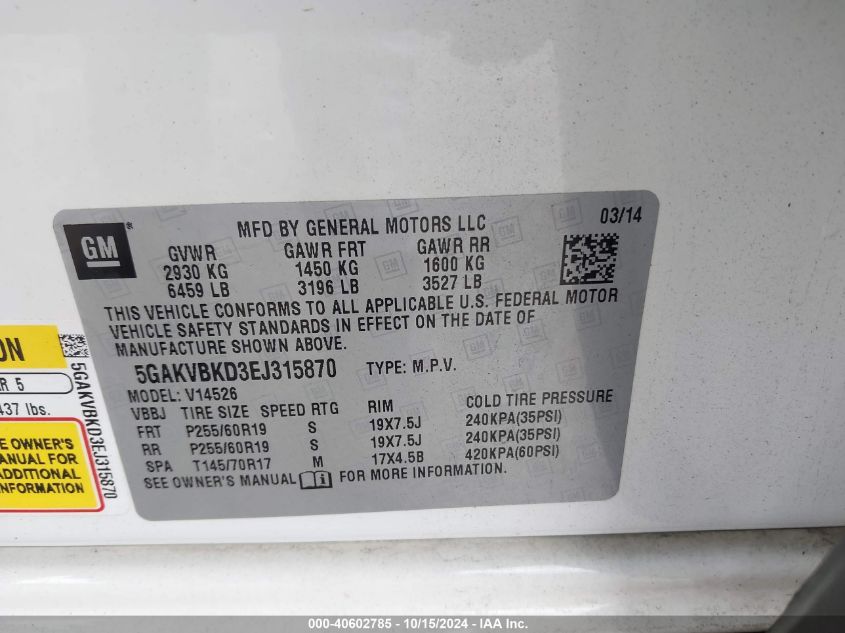 GM
MFD BY GENERAL MOTORS LLC
03/14
GVWR GAWR FRT GAWR RR
2930 KG 1450 KG 1600 KG
6459 LB 3196 LB 3527 LB
THIS VEHICLE CONFORMS TO ALL APPLICABLE U.S. FEDERAL MOTOR
VEHICLE SAFETY STANDARDS IN EFFECT ON THE DATE OF
MANUFACTURE SHOWN ABOVE.
5GAKVBKD3EJ315870 TYPE: M.P.V.
MODEL: V14526
VBBJ TIRE SIZE SPEED RTG RIM COLD TIRE PRESSURE
FRT P255/60R19 S 19X7.5J 240KPA(35PSI)
RR P255/60R19 S 19X7.5J 240KPA(35PSI)
SPA T145/70R17 M 17X4.5B 420KPA(60PSI)
SEE OWNER'S MANUAL i FOR MORE INFORMATION.
ON
R 5
437 lbs.
E OWNER'S
ANUAL FOR
ADDITIONAL
INFORMATION
5GAKVBKD3EJ315870
000-40602785 - 10/15/2024 - IAA Inc.